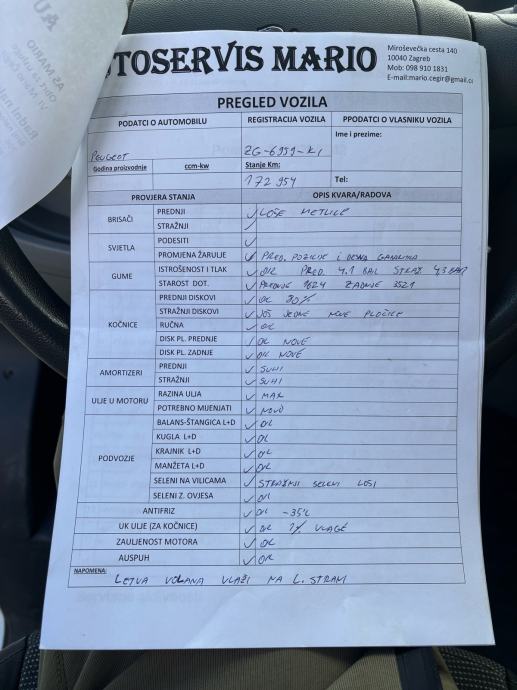 TOSERVIS MARIO
Miroševečka cesta 140
10040 Zagreb
Mob: 098 910 1831
E-mail:mario.cegir@gmail.c
PREGLED VOZILA
PODATCI O AUTOMOBILU REGISTRACIJA VOZILA PPODATCI O VLASNIKU VOZILA
PEUGEOT ZG-6959-KI Ime i prezime:
Godina proizvodnje ccm-kw Stanje Km:
172 954 Tel:
PROVJERA STANJA OPIS KVARA/RADOVA
BRISAČI PREDNJI ✓ LOŠE METLICE
STRAŽNJI ✓
SVJETLA PODESITI ✓
PROMJENA ŽARULJE ✓ PRED. POZICIJE I DESNA GABARITNA
GUME ISTROŠENOST I TLAK ✓ OK PRED 4.1 BAR STRAŽ 4,3 BAR
STAROST DOT. ✓ PREDNJE 1624 ZADNJE 3521
KOČNICE PREDNJI DISKOVI ✓ OK 80%
STRAŽNJI DISKOVI ✓ JOŠ JEDNE NOVE PLOČICE
RUČNA ✓ OK
DISK PL. PREDNJE ✓ OK NOVE
DISK PL. ZADNJE ✓ OK NOVE
AMORTIZERI PREDNJI ✓ SUHI
STRAŽNJI ✓ SUHI
ULJE U MOTORU RAZINA ULJA ✓ MAX
POTREBNO MIJENJATI ✓ NOVO
PODVOZJE BALANS-ŠTANGICA L+D ✓ OK
KUGLA L+D ✓ OK
KRAJNIK L+D ✓ OK
MANŽETA L+D ✓ OK
SELENI NA VILICAMA ✓ STRAŽNJI SELENI LOŠI
SELENI Z. OVJESA ✓ OK
ANTIFRIZ ✓ OK -35°C
UK ULJE (ZA KOČNICE) ✓ OK 1% VLAGE
ZAULJENOST MOTORA ✓ OK
AUSPUH ✓ OK
NAPOMENA:
LETVA VOLANA VLAŽI NA L. STRANI